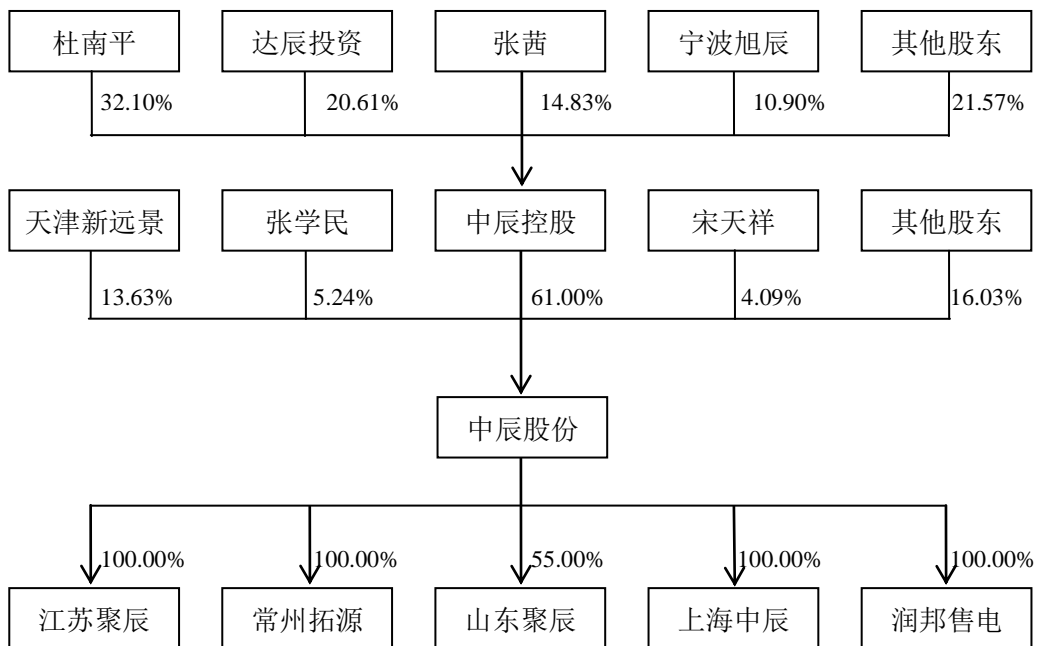 杜南平 达辰投资 张茜 宁波旭辰 其他股东
32.10% 20.61% 14.83% 10.90% 21.57%
天津新远景 张学民 中辰控股 宋天祥 其他股东
13.63% 5.24% 61.00% 4.09% 16.03%
中辰股份
100.00% 100.00% 55.00% 100.00% 100.00%
江苏聚辰 常州拓源 山东聚辰 上海中辰 润邦售电